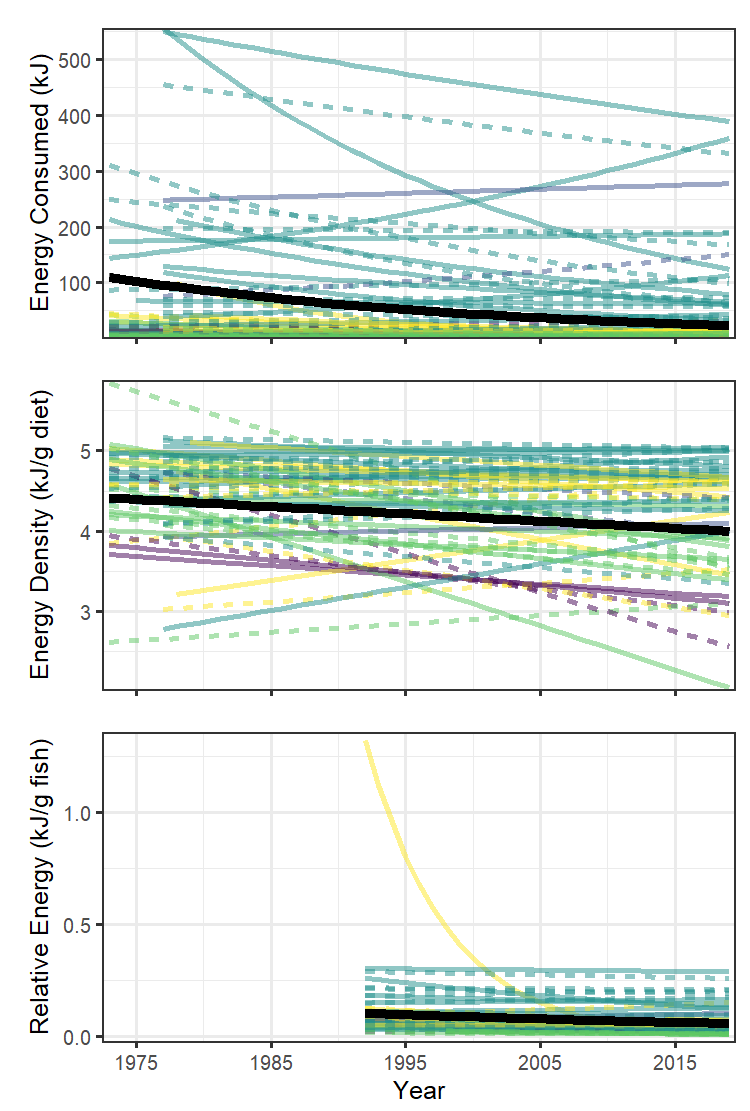 Energy Consumed (kJ)
500
400
300
200
100
Energy Density (kJ/g diet)
5
4
3
Relative Energy (kJ/g fish)
1.0
0.5
0.0
1975 1985 1995 2005 2015
Year